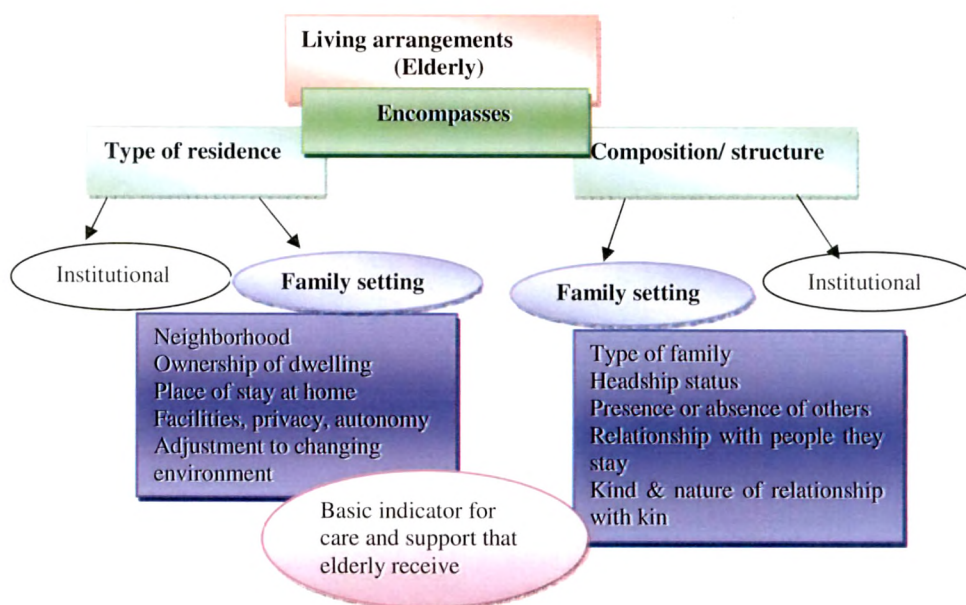 Living arrangements
(Elderly)
Encompasses
Type of residence
Composition/ structure
Institutional
Family setting
Family setting
Institutional
Neighborhood
Ownership of dwelling
Place of stay at home
Facilities, privacy, autonomy
Adjustment to changing
environment
Type of family
Headship status
Presence or absence of others
Relationship with people they
stay
Kind & nature of relationship
with kin
Basic indicator for
care and support that
elderly receive